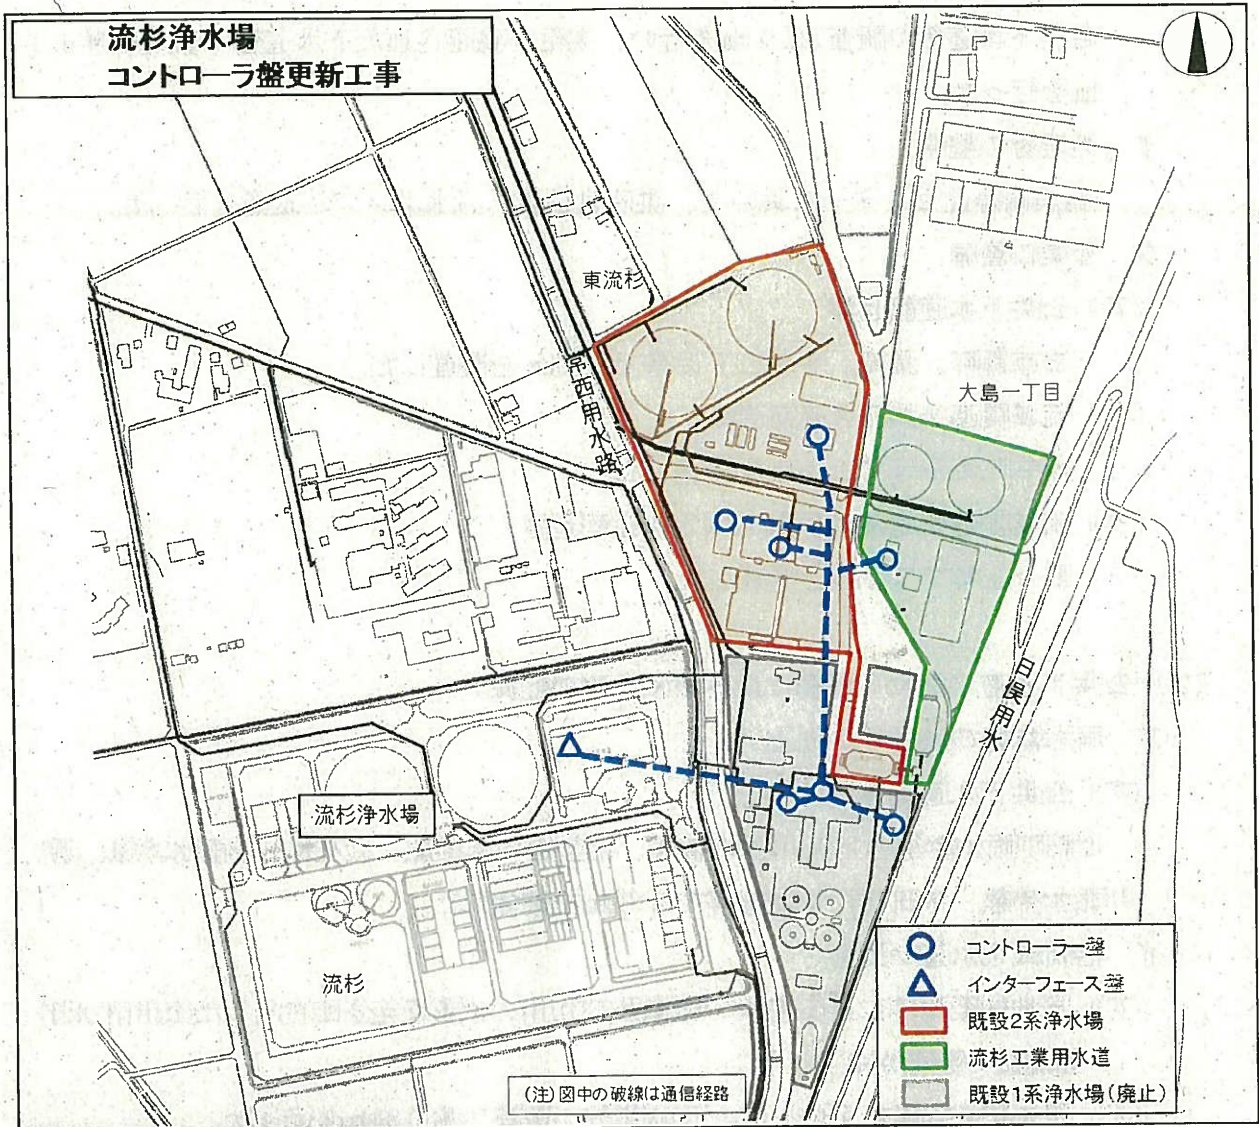 流杉浄水場
コントローラ盤更新工事
東流杉
常西用水路
大島一丁目
日俣用水
流杉浄水場
流杉
コントローラー盤
インターフェース盤
既設2系浄水場
流杉工業用水道
既設1系浄水場(廃止)
(注)図中の破線は通信経路